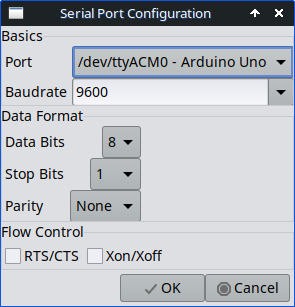 Serial Port Configuration
Basics
Port /dev/ttyACM0 - Arduino Uno
Baudrate 9600
Data Format
Data Bits 8
Stop Bits 1
Parity None
Flow Control
RTS/CTS Xon/Xoff
OK Cancel